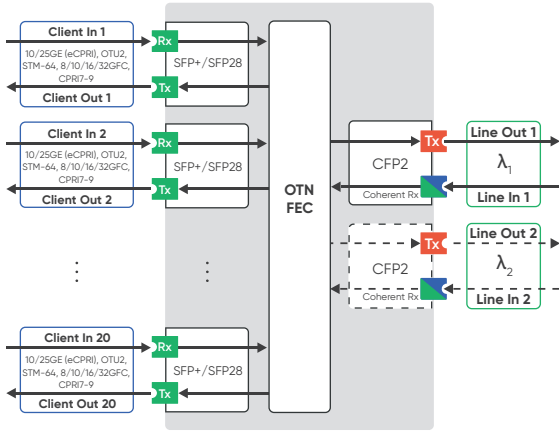 Client In 1
10/25GE (eCPRI), OTU2,
STM-64, 8/10/16/32GFC,
CPRI7-9
Client Out 1
Rx
Tx
SFP+/SFP28
Client In 2
10/25GE (eCPRI), OTU2,
STM-64, 8/10/16/32GFC,
CPRI7-9
Client Out 2
Rx
Tx
SFP+/SFP28
Client In 20
10/25GE (eCPRI), OTU2,
STM-64, 8/10/16/32GFC,
CPRI7-9
Client Out 20
Rx
Tx
SFP+/SFP28
OTN
FEC
CFP2
Coherent Rx
Tx
Line Out 1
λ1
Line In 1
CFP2
Coherent Rx
Tx
Line Out 2
λ2
Line In 2